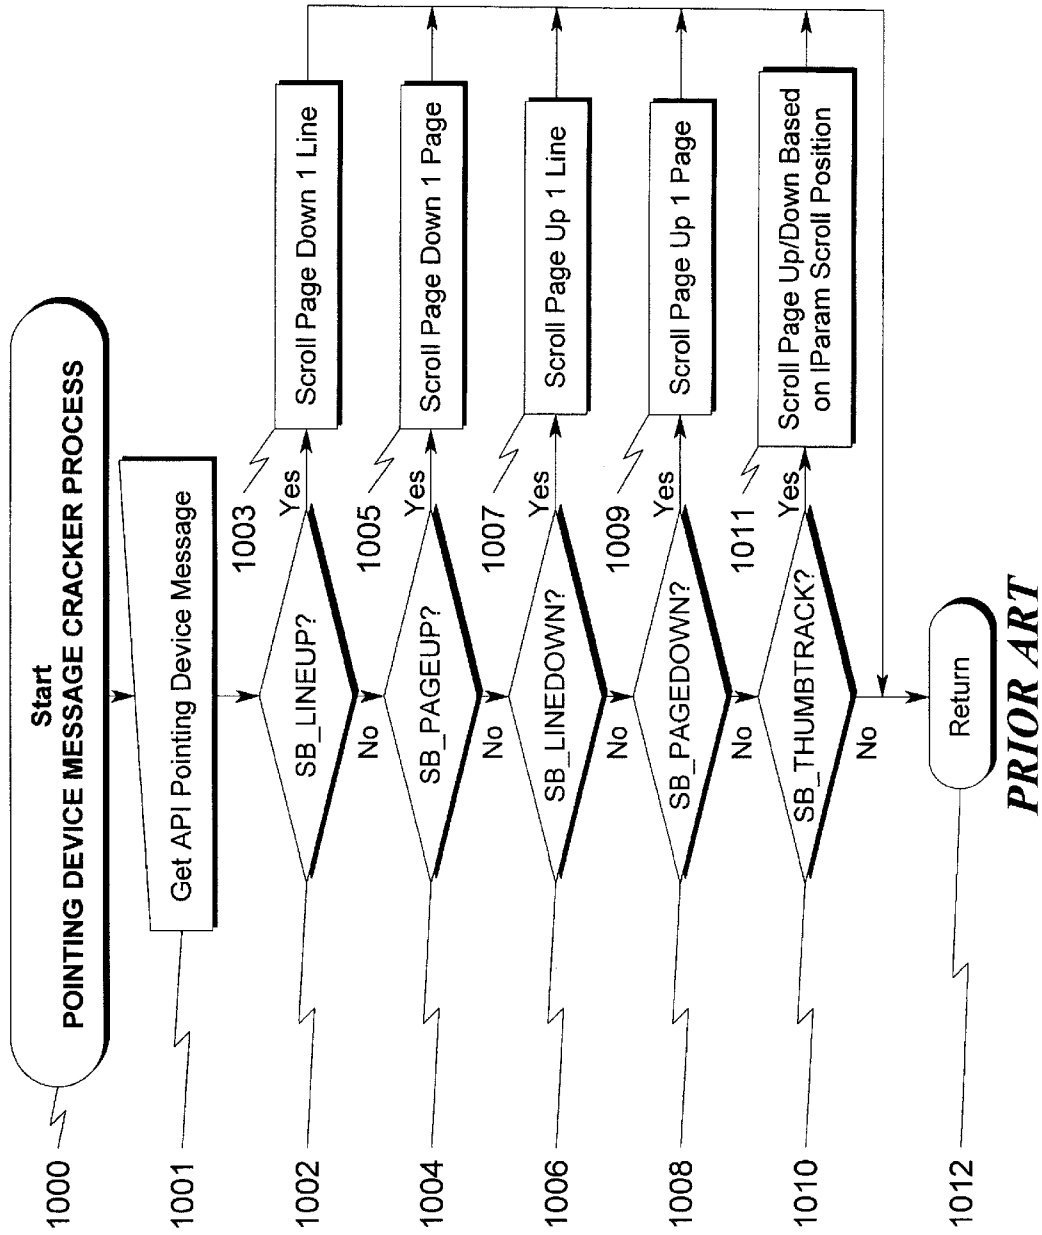 Start
POINTING DEVICE MESSAGE CRACKER PROCESS
1000
Get API Pointing Device Message
1001
SB_LINEUP?
1002
Yes
No
1003
Scroll Page Down 1 Line
SB_PAGEUP?
1004
Yes
No
1005
Scroll Page Down 1 Page
SB_LINEDOWN?
1006
Yes
No
1007
Scroll Page Up 1 Line
SB_PAGEDOWN?
1008
Yes
No
1009
Scroll Page Up 1 Page
SB_THUMBTRACK?
1010
Yes
No
1011
Scroll Page Up/Down Based
on lParam Scroll Position
Return
1012
PRIOR ART